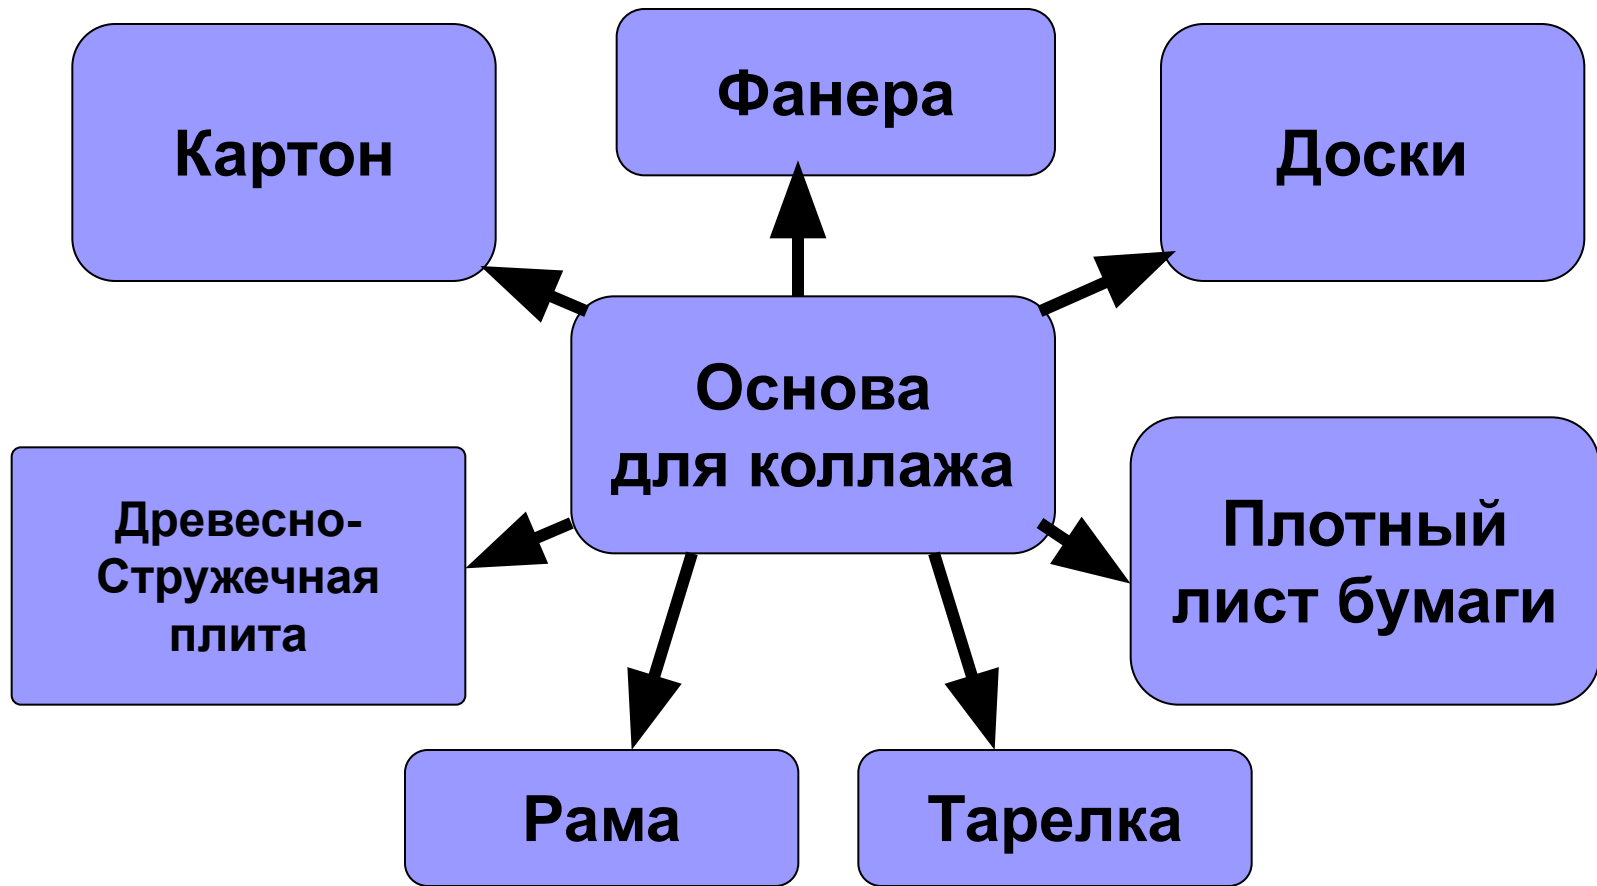 Фанера
Картон
Доски
Основа
для коллажа
Древесно-
Стружечная
плита
Плотный
лист бумаги
Рама
Тарелка